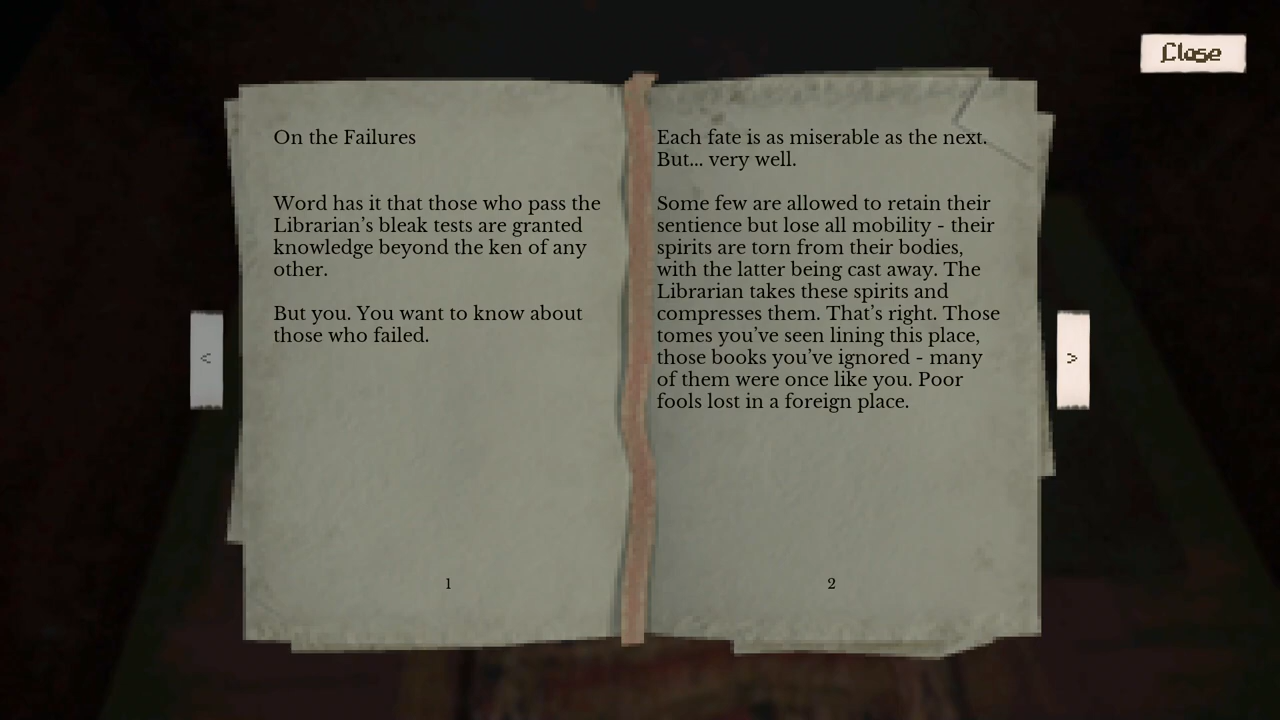 Close
On the Failures
Word has it that those who pass the
Librarian's bleak tests are granted
knowledge beyond the ken of any
other.
But you. You want to know about
those who failed.
1
Each fate is as miserable as the next.
But... very well.
Some few are allowed to retain their
sentience but lose all mobility - their
spirits are torn from their bodies,
with the latter being cast away. The
Librarian takes these spirits and
compresses them. That's right. Those
tomes you've seen lining this place,
those books you've ignored - many
of them were once like you. Poor
fools lost in a foreign place.
2
<
>